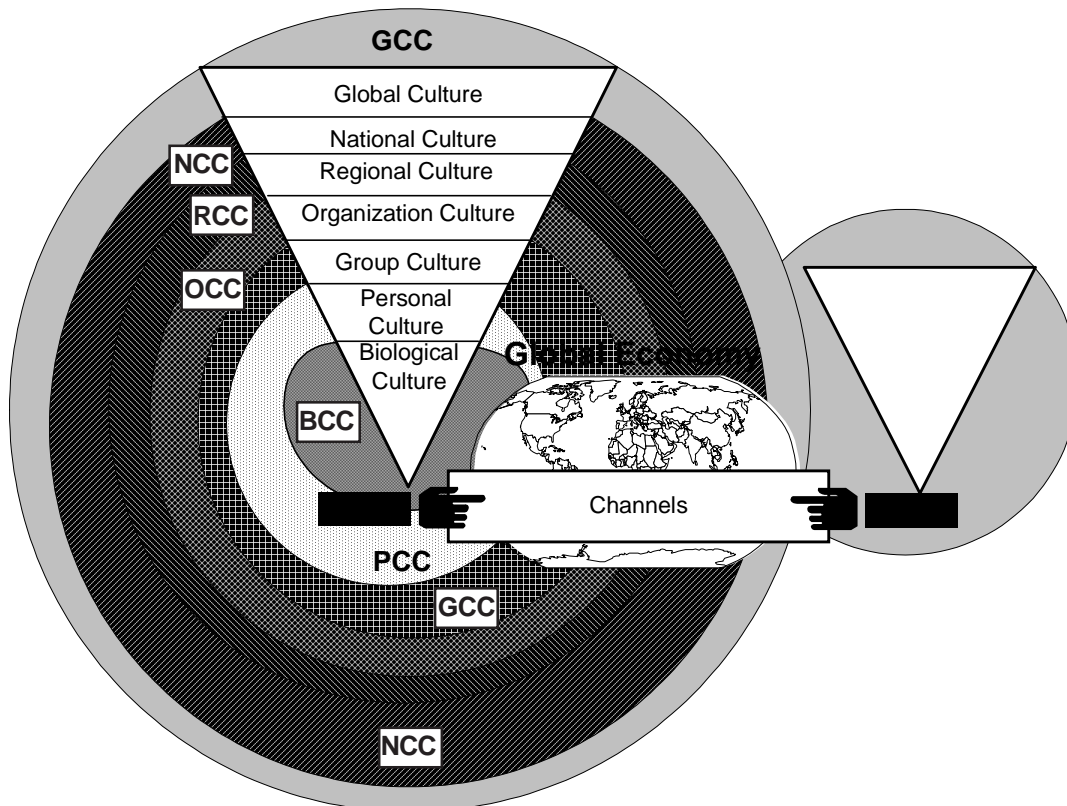 GCC
Global Culture
National Culture
NCC
Regional Culture
RCC
Organization Culture
Group Culture
OCC
Personal
Culture
Biological
Culture
Global Economy
BCC
Channels
PCC
GCC
NCC